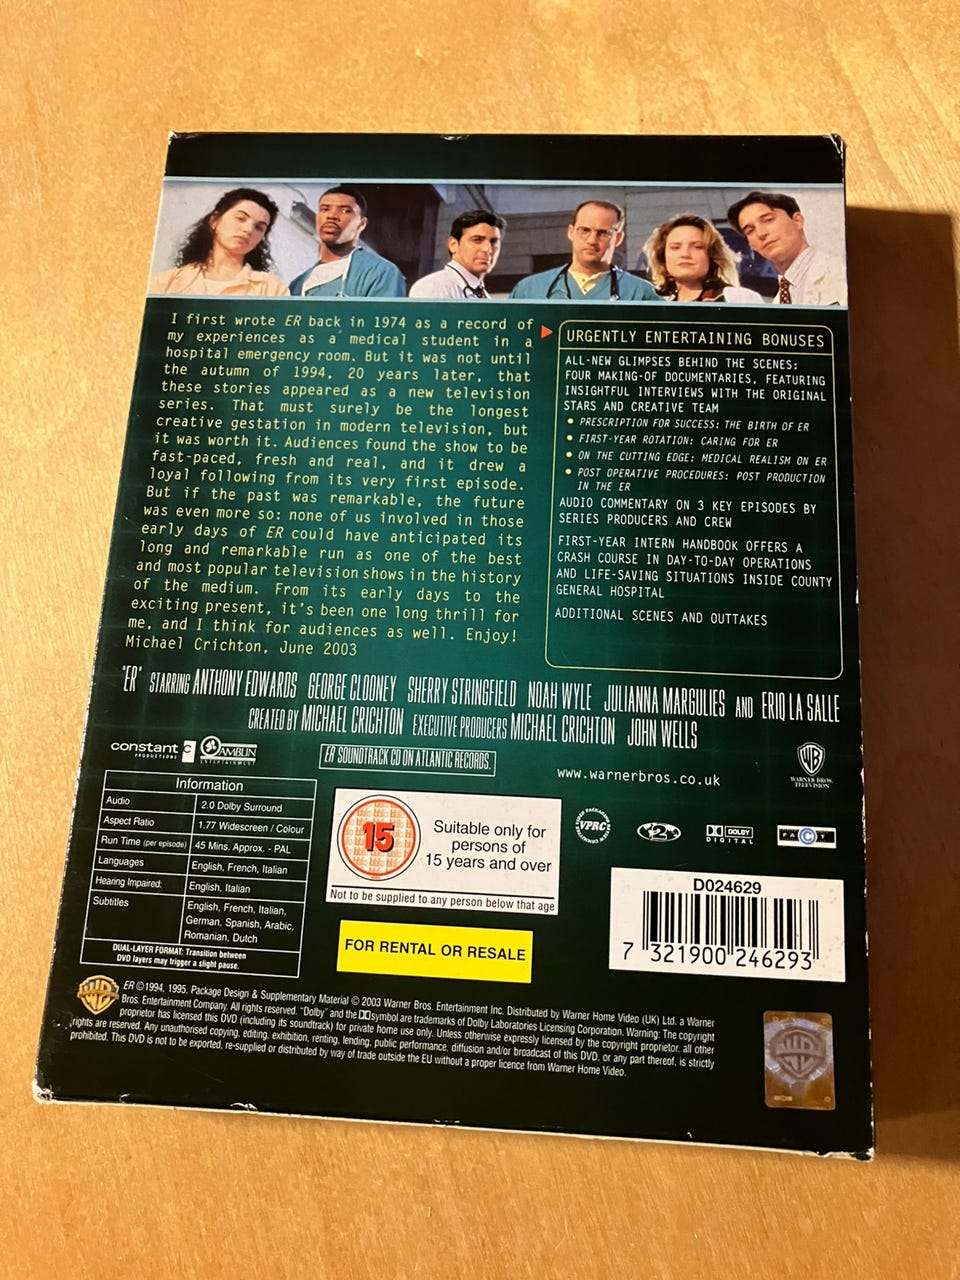 I first wrote ER back in 1974 as a record of
my experiences as a medical student in a
hospital emergency room. But it was not until
the autumn of 1994, 20 years later, that
these stories appeared as a new television
series. That must surely be the longest
creative gestation in modern television, but
it was worth it. Audiences found the show to be
fast-paced, fresh and real, and it drew a
loyal following from its very first episode.
But if the past was remarkable, the future
was even more so: none of us involved in those
early days of ER could have anticipated its
long and remarkable run as one of the best
and most popular television shows in the history
of the medium. From its early days to the
exciting present, it's been one long thrill for
me, and I think for audiences as well. Enjoy!
Michael Crichton, June 2003
URGENTLY ENTERTAINING BONUSES
ALL-NEW GLIMPSES BEHIND THE SCENES:
FOUR MAKING-OF DOCUMENTARIES, FEATURING
INSIGHTFUL INTERVIEWS WITH THE ORIGINAL
STARS AND CREATIVE TEAM
• PRESCRIPTION FOR SUCCESS: THE BIRTH OF ER
• FIRST-YEAR ROTATION: CARING FOR ER
• ON THE CUTTING EDGE: MEDICAL REALISM ON ER
• POST OPERATIVE PROCEDURES: POST PRODUCTION
IN THE ER
AUDIO COMMENTARY ON 3 KEY EPISODES BY
SERIES PRODUCERS AND CREW
FIRST-YEAR INTERN HANDBOOK OFFERS A
CRASH COURSE IN DAY-TO-DAY OPERATIONS
AND LIFE-SAVING SITUATIONS INSIDE COUNTY
GENERAL HOSPITAL
ADDITIONAL SCENES AND OUTTAKES
"ER" STARRING ANTHONY EDWARDS GEORGE CLOONEY SHERRY STRINGFIELD NOAH WYLE JULIANNA MARGULIES AND ERIQ LA SALLE
CREATED BY MICHAEL CRICHTON EXECUTIVE PRODUCERS MICHAEL CRICHTON JOHN WELLS
constant c
PRODUCTIONS
AMBLIN
ENTERTAINMENT
ER SOUNDTRACK CD ON ATLANTIC RECORDS.
www.warnerbros.co.uk
WB
WARNER BROS.
TELEVISION
Information
Audio 2.0 Dolby Surround
Aspect Ratio 1.77 Widescreen / Colour
Run Time (per episode) 45 Mins. Approx. - PAL
Languages English, French, Italian
Hearing Impaired: English, Italian
Subtitles English, French, Italian,
German, Spanish, Arabic,
Romanian, Dutch
DUAL-LAYER FORMAT: Transition between
DVD layers may trigger a slight pause.
15
Suitable only for
persons of
15 years and over
Not to be supplied to any person below that age
FOR RENTAL OR RESALE
VPRC
2
DOLBY
DIGITAL
PACT
D024629
7 321900 246293
ER © 1994, 1995. Package Design & Supplementary Material © 2003 Warner Bros. Entertainment Inc. Distributed by Warner Home Video (UK) Ltd. a Warner
Bros. Entertainment Company. All rights reserved. "Dolby" and the symbol are trademarks of Dolby Laboratories Licensing Corporation. Warning: The copyright
proprietor has licensed this DVD (including its soundtrack) for private home use only. Unless otherwise expressly licensed by the copyright proprietor, all other
rights are reserved. Any unauthorised copying, editing, exhibition, renting, lending, public performance, diffusion and/or broadcast of this DVD, or any part thereof, is strictly
prohibited. This DVD is not to be exported, re-supplied or distributed by way of trade outside the EU without a proper licence from Warner Home Video.